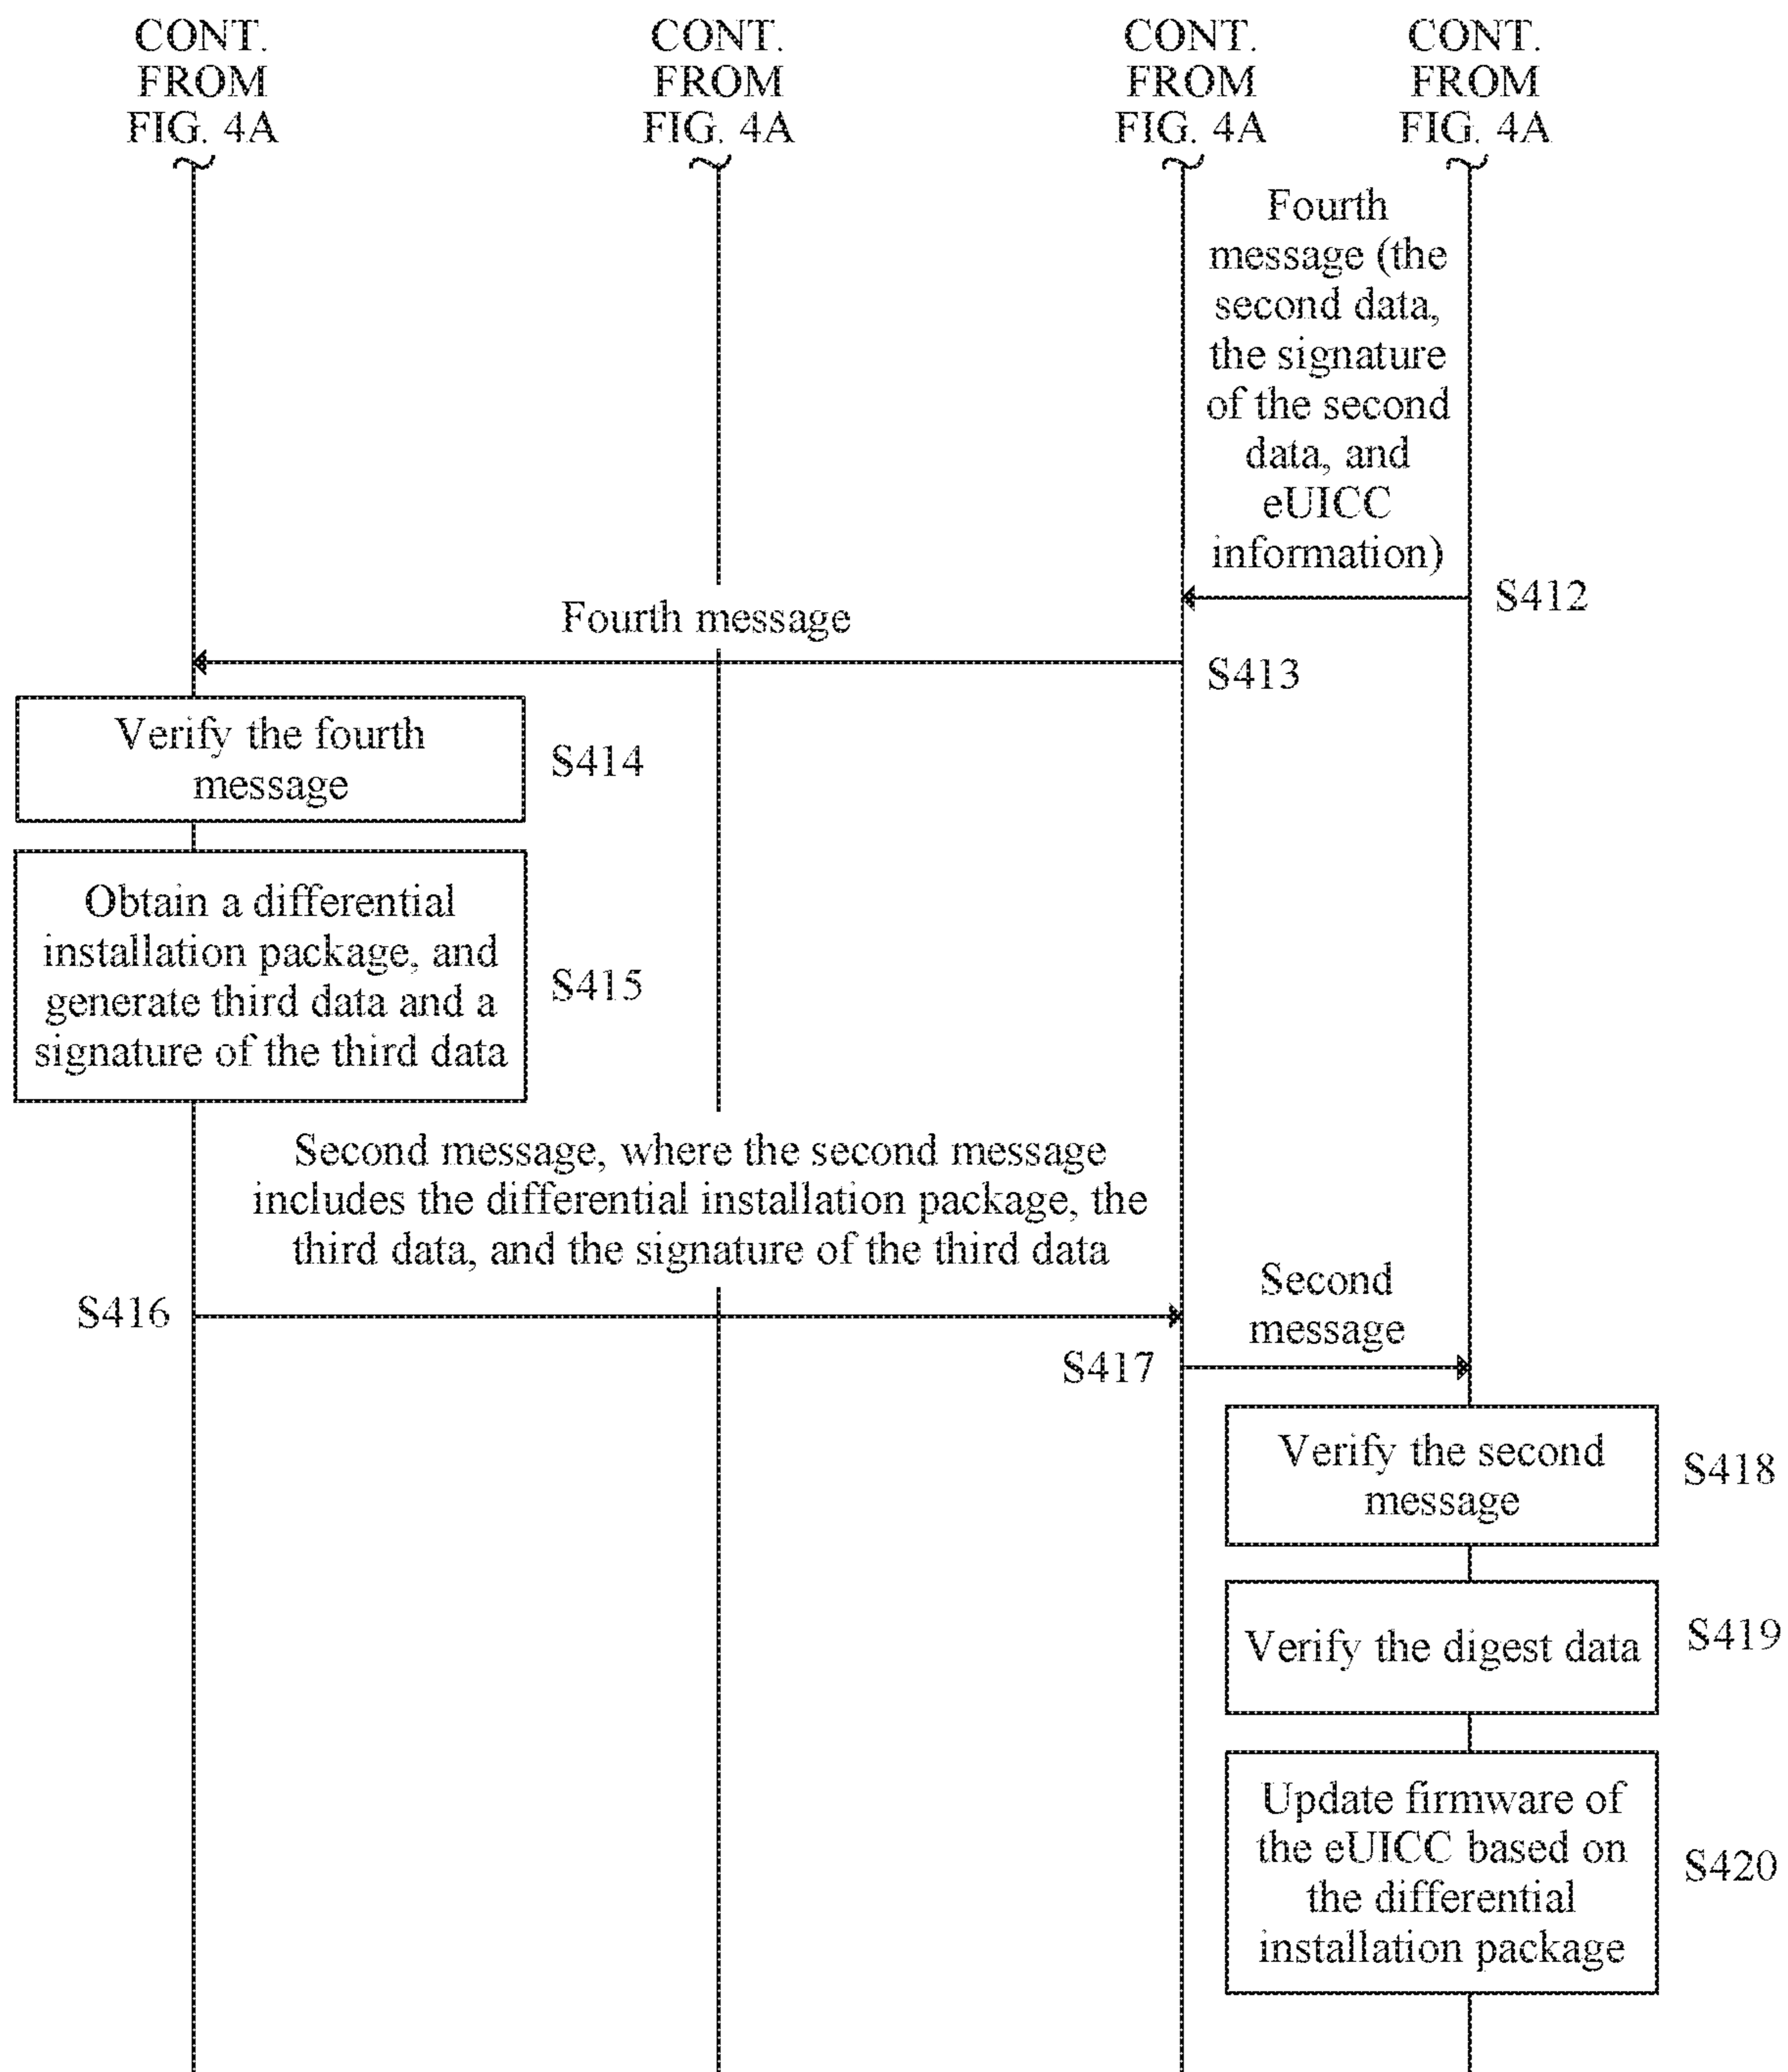 CONT.
FROM
FIG. 4A
CONT.
FROM
FIG. 4A
CONT.
FROM
FIG. 4A
CONT.
FROM
FIG. 4A
Fourth
message (the
second data,
the signature
of the second
data, and
eUICC
information)
S412
Fourth message
S413
Verify the fourth
message
S414
Obtain a differential
installation package, and
generate third data and a
signature of the third data
S415
Second message, where the second message
includes the differential installation package, the
third data, and the signature of the third data
S416
Second
message
S417
Verify the second
message
S418
Verify the digest data
S419
Update firmware of
the eUICC based on
the differential
installation package
S420